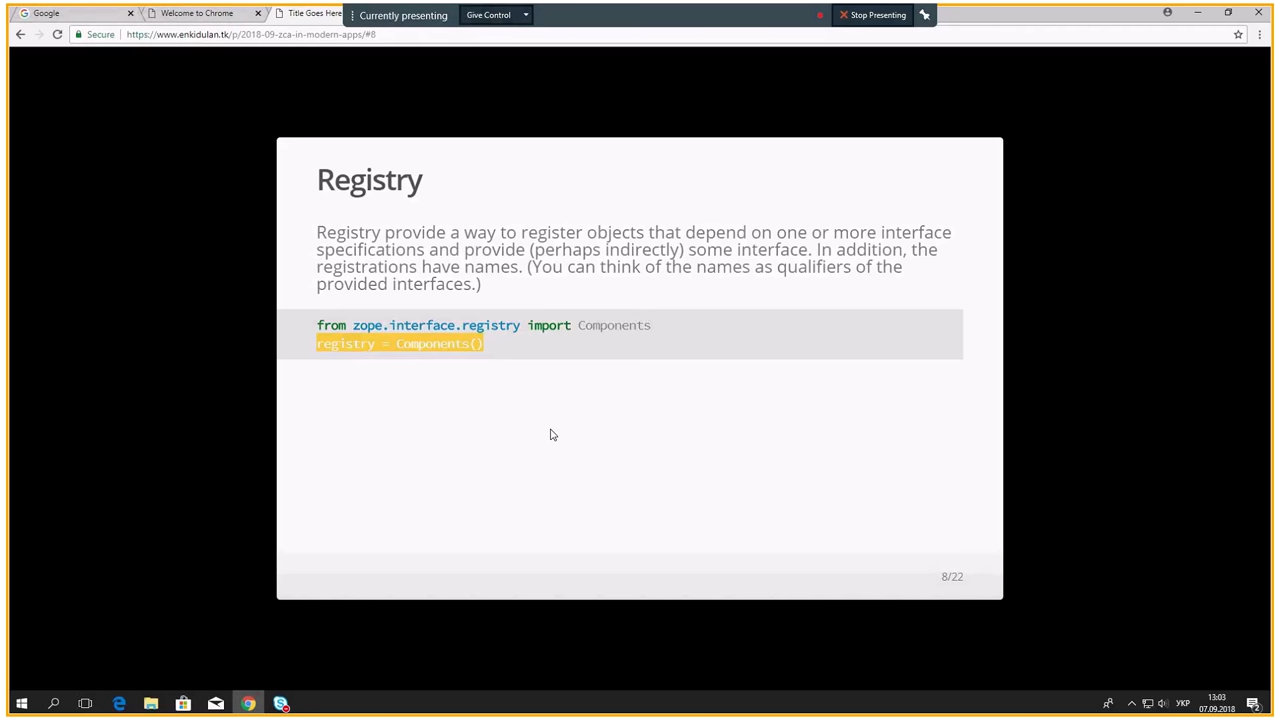 Google
Welcome to Chrome
Title Goes Here
Currently presenting
Give Control
Stop Presenting
Secure
https://www.enkidulan.tk/p/2018-09-zca-in-modern-apps/#8
Registry
Registry provide a way to register objects that depend on one or more interface
specifications and provide (perhaps indirectly) some interface. In addition, the
registrations have names. (You can think of the names as qualifiers of the
provided interfaces.)
from zope.interface.registry import Components
registry = Components()
8/22
УКР
13:03
07.09.2018
2